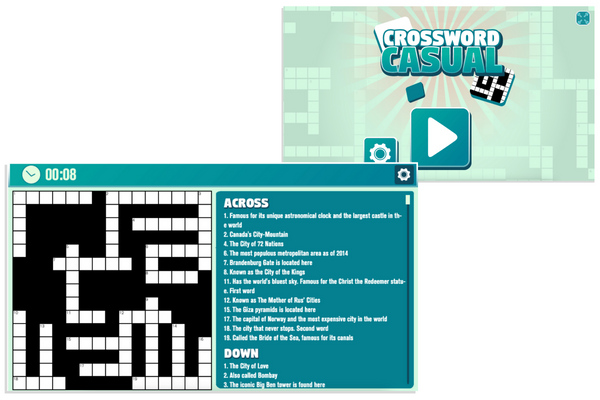 CROSSWORD
CASUAL
00:08
ACROSS
1. Famous for its unique astronomical clock and the largest castle in th-
e world
2. Canada's City-Mountain
4. The City of 72 Nations
6. The most populous metropolitan area as of 2014
7. Brandenburg Gate is located here
8. Known as the City of the Kings
11. Has the world's bluest sky. Famous for the Christ the Redeemer statu-
e. First word
12. Known as The Mother of Rus' Cities
15. The Giza pyramids is located here
17. The capital of Norway and the most expensive city in the world
18. The city that never stops. Second word
19. Called the Bride of the Sea, famous for its canals
DOWN
1. The City of Love
2. Also called Bombay
3. The iconic Big Ben tower is found here